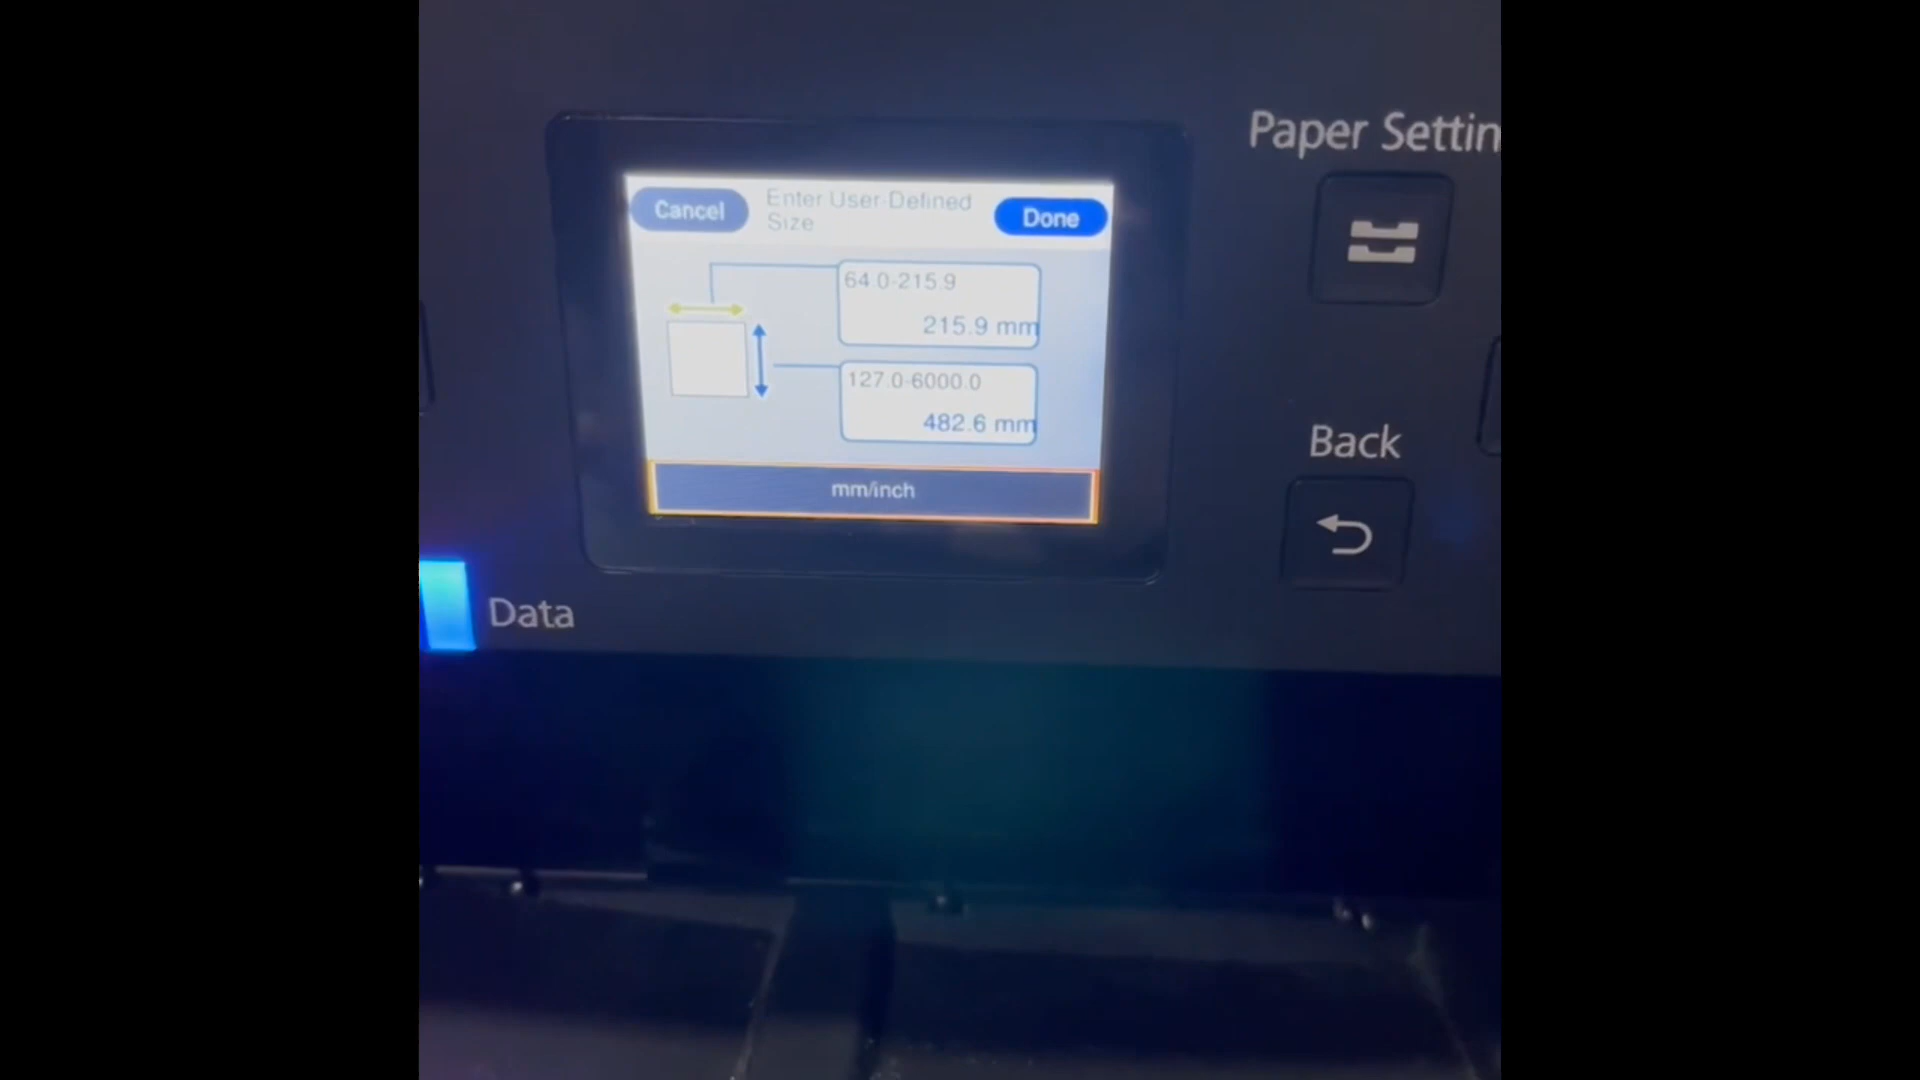 Paper Settin
Cancel
Enter User-Defined
Size
Done
64.0-215.9
215.9 mm
127.0-6000.0
482.6 mm
mm/inch
Back
Data